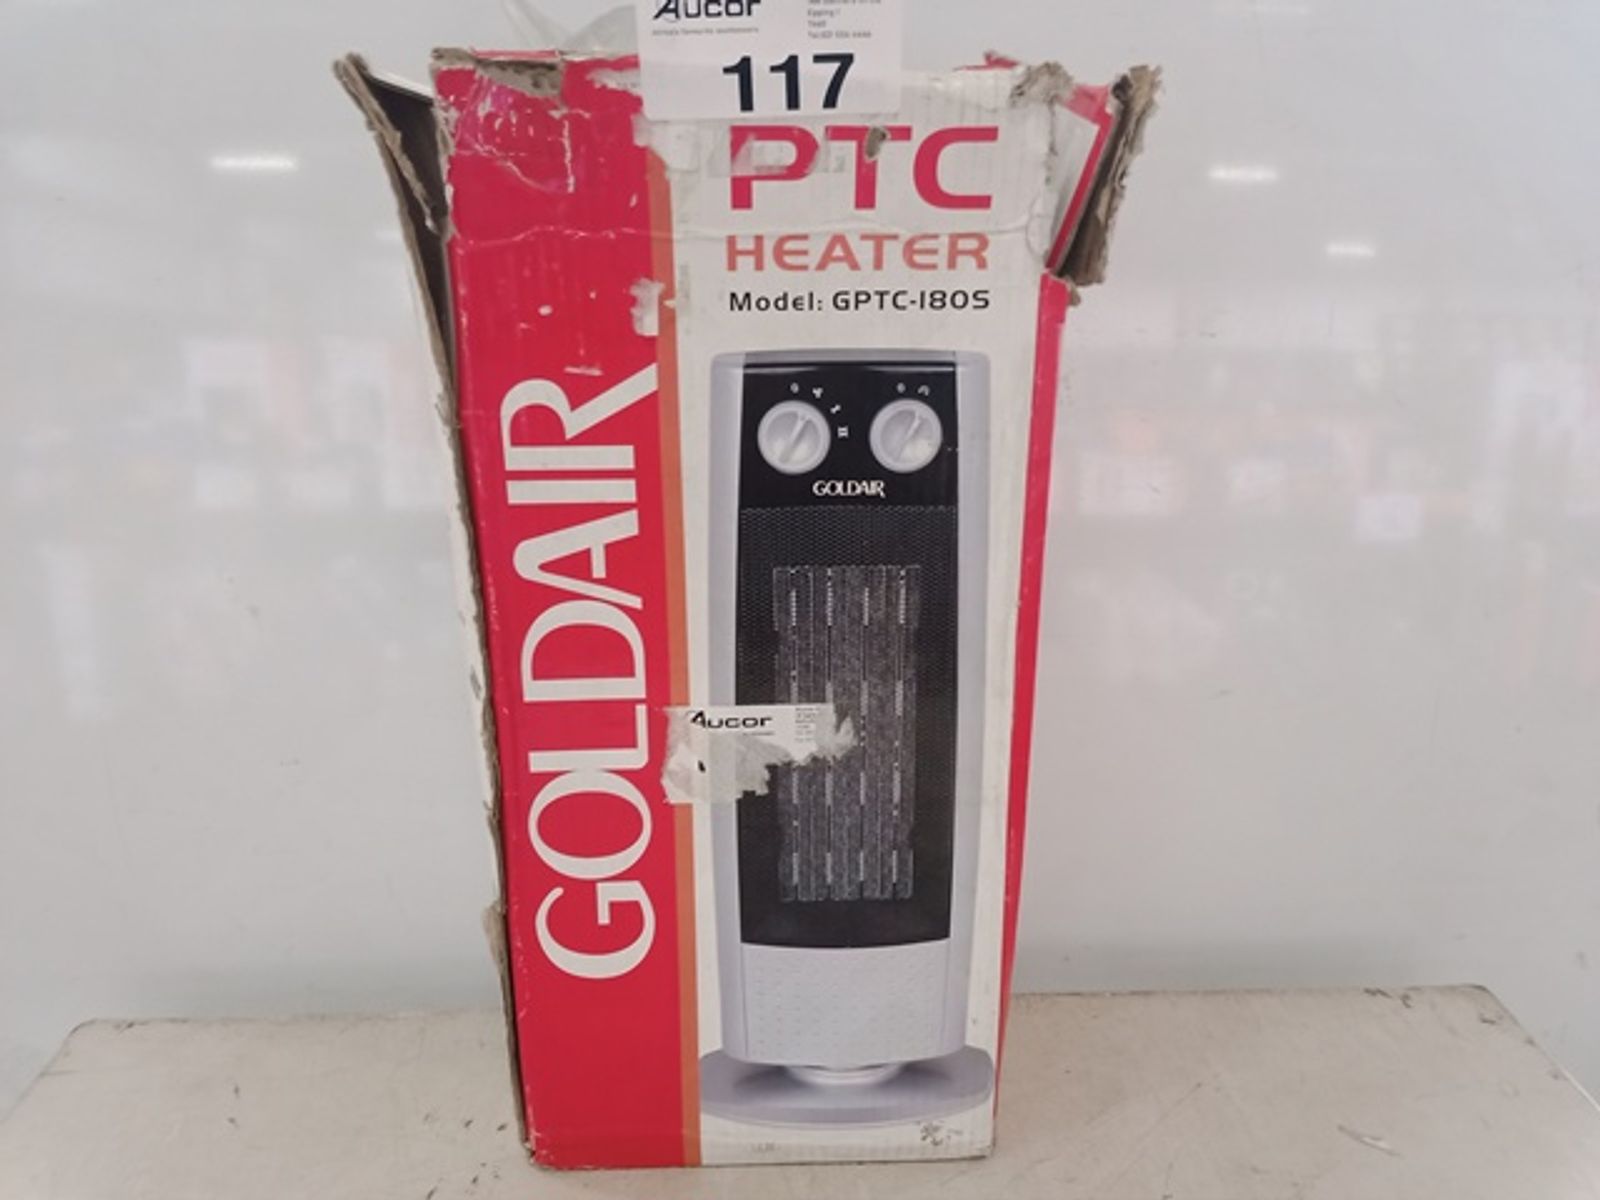 Aucor
117
PTC
HEATER
Model: GPTC-180S
GOLDAIR
GOLDAIR
Aucor